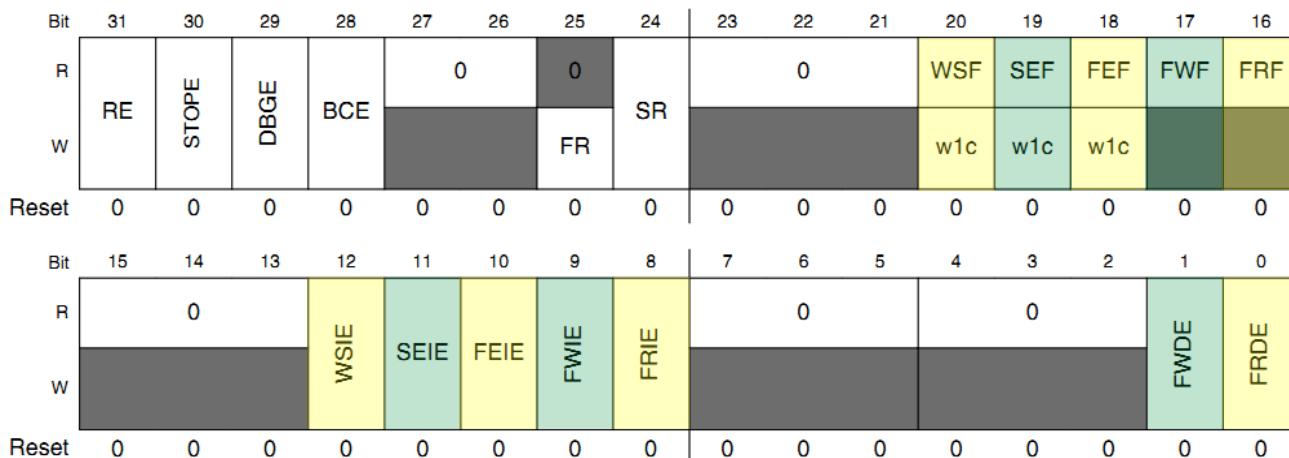 Bit 31 30 29 28 27 26 25 24 23 22 21 20 19 18 17 16
R RE STOPE DBGE BCE 0 0 SR 0 WSF SEF FEF FWF FRF
W FR w1c w1c w1c
Reset 0 0 0 0 0 0 0 0 0 0 0 0 0 0 0 0
Bit 15 14 13 12 11 10 9 8 7 6 5 4 3 2 1 0
R 0 WSIE SEIE FEIE FWIE FRIE 0 0 FWDE FRDE
W
Reset 0 0 0 0 0 0 0 0 0 0 0 0 0 0 0 0